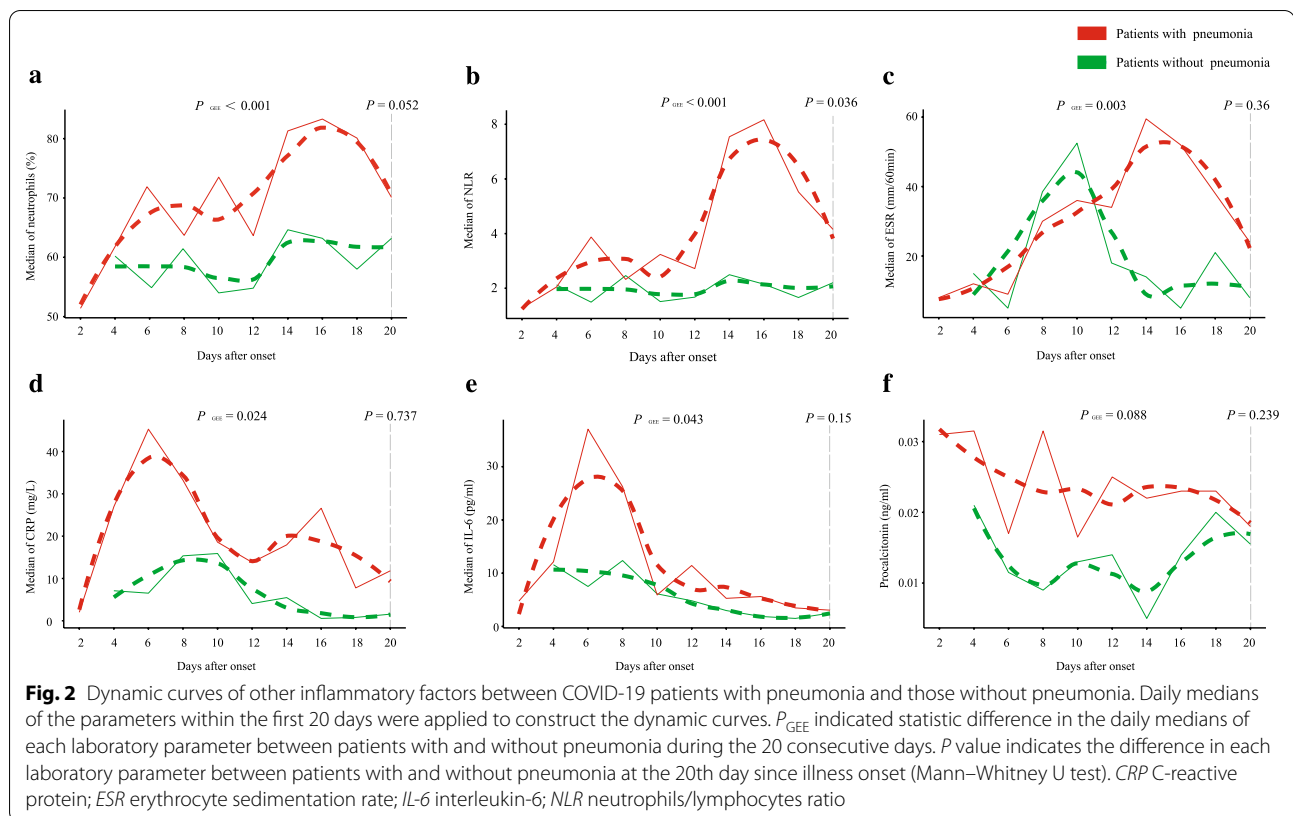 Patients with pneumonia
Patients without pneumonia
a
P GEE < 0.001
P = 0.052
Median of neutrophils (%)
80
70
60
50
2 4 6 8 10 12 14 16 18 20
Days after onset
b
P GEE < 0.001
P = 0.036
Median of NLR
8
6
4
2
2 4 6 8 10 12 14 16 18 20
Days after onset
c
P GEE = 0.003
P = 0.36
Median of ESR (mm/60min)
60
40
20
2 4 6 8 10 12 14 16 18 20
Days after onset
d
P GEE = 0.024
P = 0.737
Median of CRP (mg/L)
40
30
20
10
0
2 4 6 8 10 12 14 16 18 20
Days after onset
e
P GEE = 0.043
P = 0.15
Median of IL-6 (pg/ml)
30
20
10
0
2 4 6 8 10 12 14 16 18 20
Days after onset
f
P GEE = 0.088
P = 0.239
Procalcitonin (ng/ml)
0.03
0.02
0.01
2 4 6 8 10 12 14 16 18 20
Days after onset
Fig. 2 Dynamic curves of other inflammatory factors between COVID-19 patients with pneumonia and those without pneumonia. Daily medians
of the parameters within the first 20 days were applied to construct the dynamic curves. PGEE indicated statistic difference in the daily medians of
each laboratory parameter between patients with and without pneumonia during the 20 consecutive days. P value indicates the difference in each
laboratory parameter between patients with and without pneumonia at the 20th day since illness onset (Mann–Whitney U test). CRP C-reactive
protein; ESR erythrocyte sedimentation rate; IL-6 interleukin-6; NLR neutrophils/lymphocytes ratio